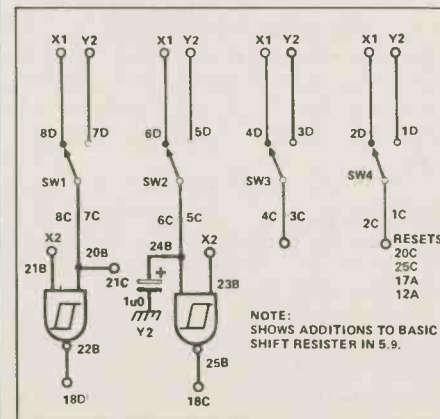 X1 Y2 X1 Y2 X1 Y2 X1 Y2
8D 7D 6D 5D 4D 3D 2D 1D
SW1 SW2 SW3 SW4
8C 7C 6C 5C 4C 3C 2C 1C
X2 20B 24B X2
21B 21C 23B
+
1u0
Y2
RESETS
20C
25C
17A
12A
22B 25B
18D 18C
NOTE:
SHOWS ADDITIONS TO BASIC
SHIFT RESISTER IN 5.9.